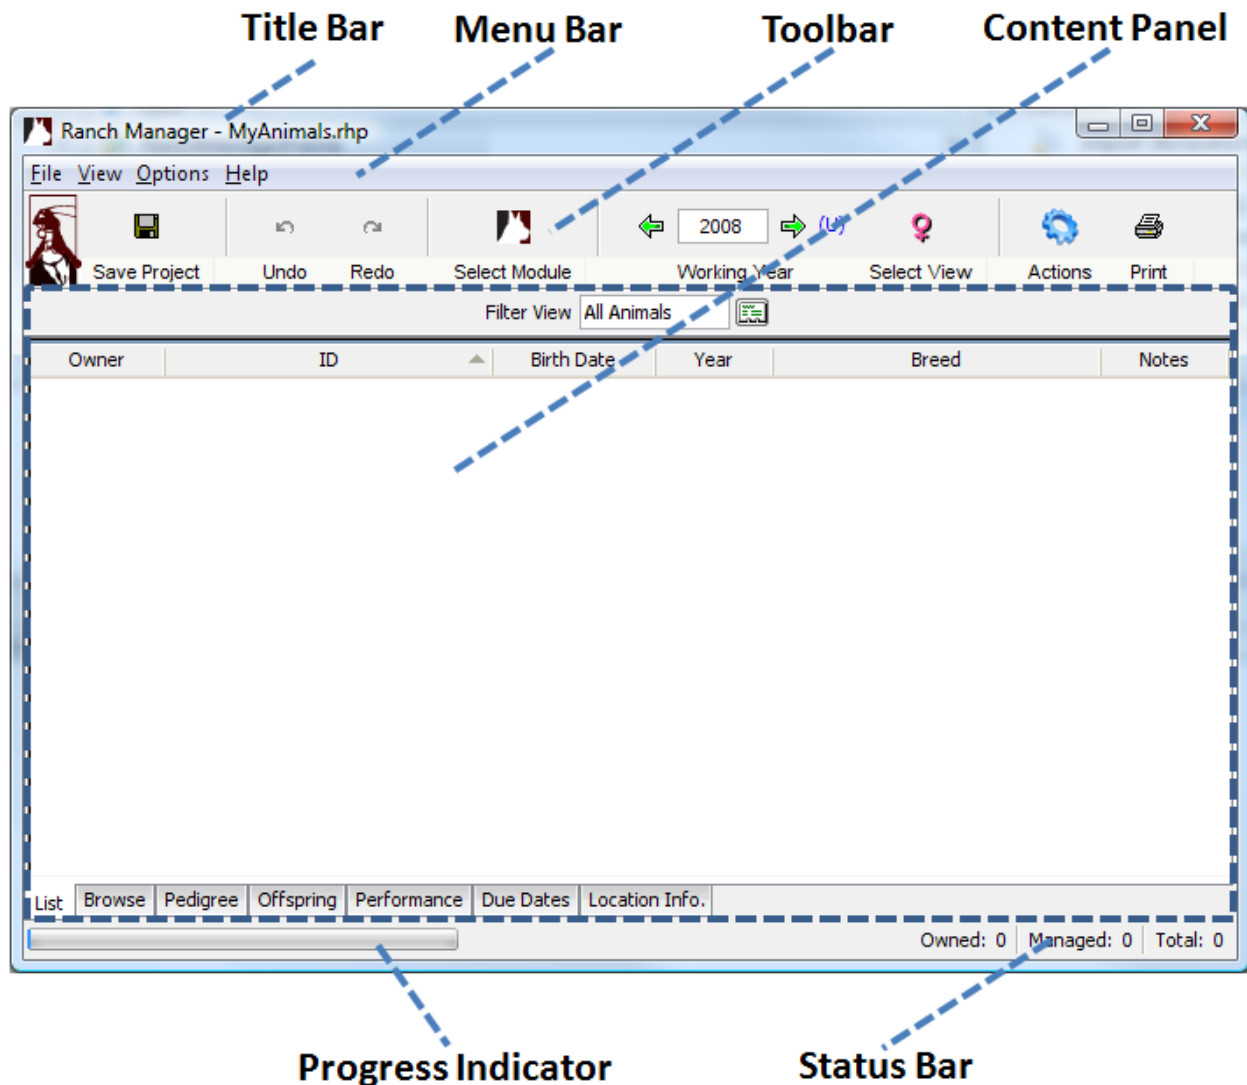 Title Bar Menu Bar Toolbar Content Panel
Ranch Manager - MyAnimals.rhp
File View Options Help
2008 (U)
Save Project Undo Redo Select Module Working Year Select View Actions Print
Filter View All Animals
Owner ID Birth Date Year Breed Notes
List Browse Pedigree Offspring Performance Due Dates Location Info.
Owned: 0 Managed: 0 Total: 0
Progress Indicator Status Bar